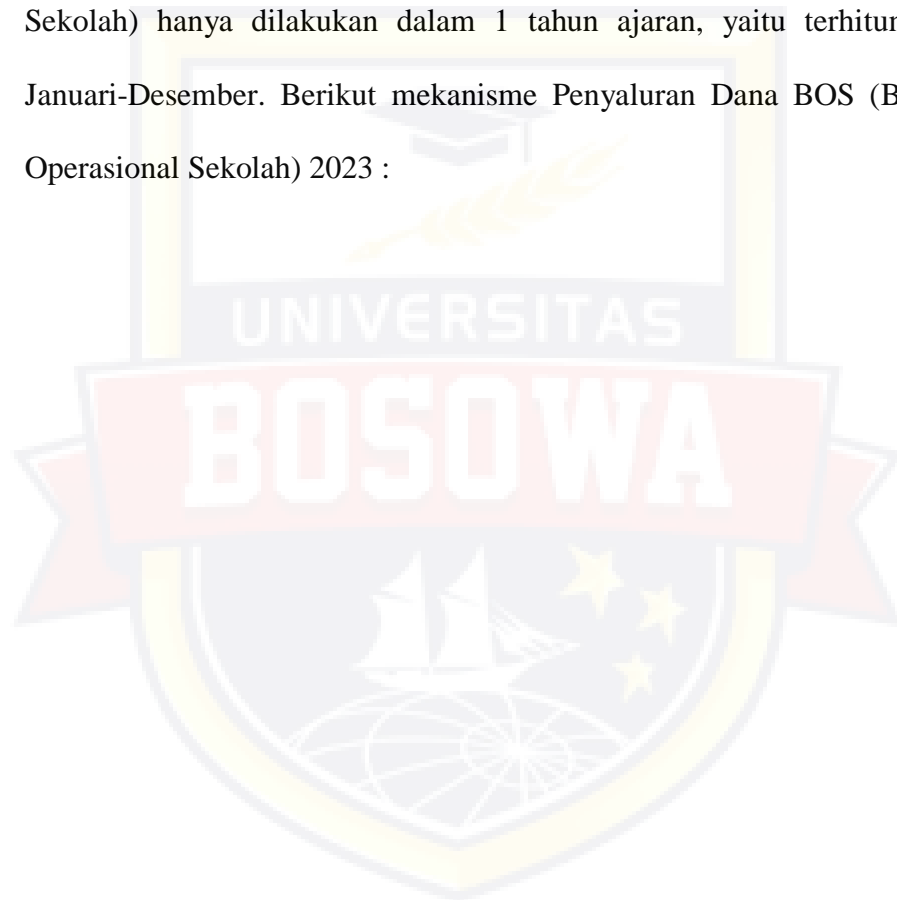 Sekolah) hanya dilakukan dalam 1 tahun ajaran, yaitu terhitun
Januari-Desember. Berikut mekanisme Penyaluran Dana BOS (B
Operasional Sekolah) 2023 :
UNIVERSITAS
BOSOWA